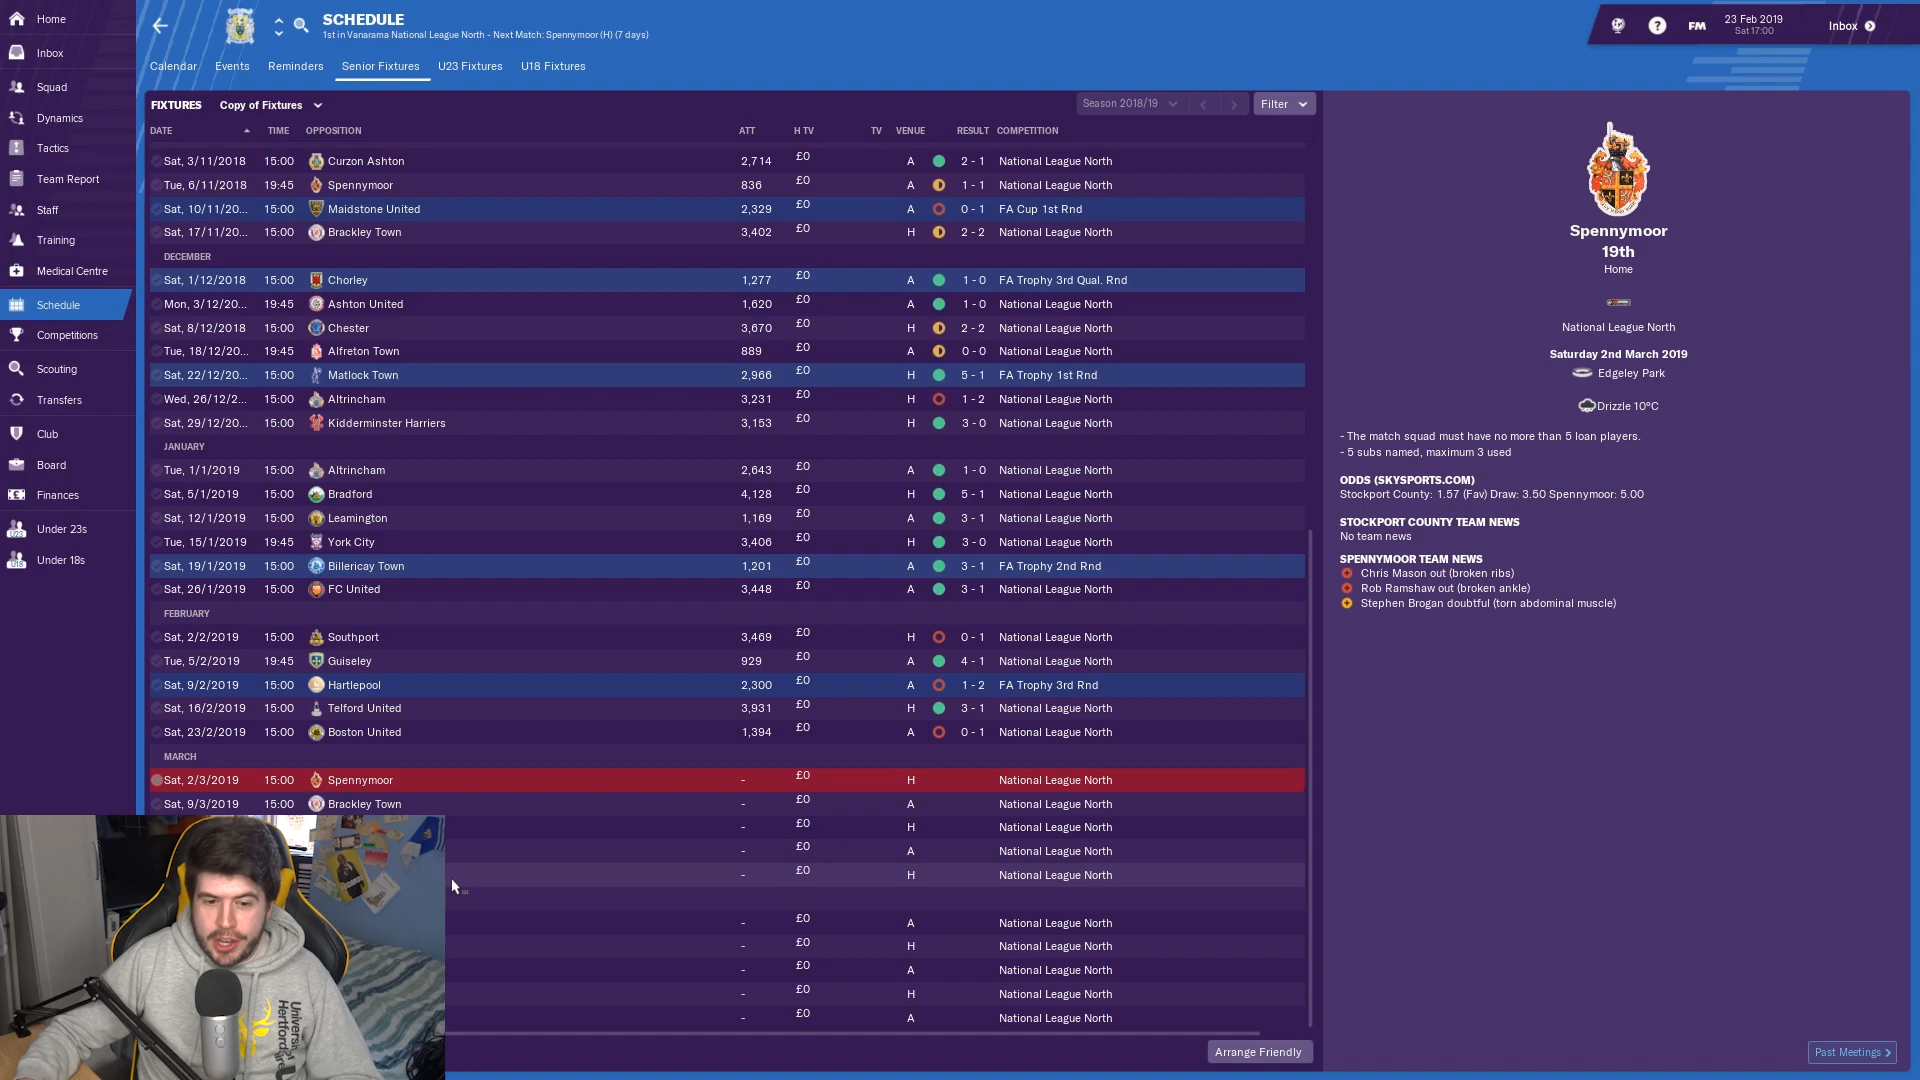 Home
Inbox
Squad
Dynamics
Tactics
Team Report
Staff
Training
Medical Centre
Schedule
Competitions
Scouting
Transfers
Club
Board
Finances
Under 23s
Under 18s
SCHEDULE
1st in Vanarama National League North - Next Match: Spennymoor (H) (7 days)
FM
23 Feb 2019
Sat 17:00
Inbox
Calendar Events Reminders Senior Fixtures U23 Fixtures U18 Fixtures
FIXTURES Copy of Fixtures Season 2018/19 Filter
DATE TIME OPPOSITION ATT H TV TV VENUE RESULT COMPETITION
Sat, 3/11/2018 15:00 Curzon Ashton 2,714 £0 A 2 - 1 National League North
Tue, 6/11/2018 19:45 Spennymoor 836 £0 A 1 - 1 National League North
Sat, 10/11/20... 15:00 Maidstone United 2,329 £0 A 0 - 1 FA Cup 1st Rnd
Sat, 17/11/20... 15:00 Brackley Town 3,402 £0 H 2 - 2 National League North
DECEMBER
Sat, 1/12/2018 15:00 Chorley 1,277 £0 A 1 - 0 FA Trophy 3rd Qual. Rnd
Mon, 3/12/20... 19:45 Ashton United 1,620 £0 A 1 - 0 National League North
Sat, 8/12/2018 15:00 Chester 3,670 £0 H 2 - 2 National League North
Tue, 18/12/20... 19:45 Alfreton Town 889 £0 A 0 - 0 National League North
Sat, 22/12/20... 15:00 Matlock Town 2,966 £0 H 5 - 1 FA Trophy 1st Rnd
Wed, 26/12/2... 15:00 Altrincham 3,231 £0 H 1 - 2 National League North
Sat, 29/12/20... 15:00 Kidderminster Harriers 3,153 £0 H 3 - 0 National League North
JANUARY
Tue, 1/1/2019 15:00 Altrincham 2,643 £0 A 1 - 0 National League North
Sat, 5/1/2019 15:00 Bradford 4,128 £0 H 5 - 1 National League North
Sat, 12/1/2019 15:00 Leamington 1,169 £0 A 3 - 1 National League North
Tue, 15/1/2019 19:45 York City 3,406 £0 H 3 - 0 National League North
Sat, 19/1/2019 15:00 Billericay Town 1,201 £0 A 3 - 1 FA Trophy 2nd Rnd
Sat, 26/1/2019 15:00 FC United 3,448 £0 A 3 - 1 National League North
FEBRUARY
Sat, 2/2/2019 15:00 Southport 3,469 £0 H 0 - 1 National League North
Tue, 5/2/2019 19:45 Guiseley 929 £0 A 4 - 1 National League North
Sat, 9/2/2019 15:00 Hartlepool 2,300 £0 A 1 - 2 FA Trophy 3rd Rnd
Sat, 16/2/2019 15:00 Telford United 3,931 £0 H 3 - 1 National League North
Sat, 23/2/2019 15:00 Boston United 1,394 £0 A 0 - 1 National League North
MARCH
Sat, 2/3/2019 15:00 Spennymoor - £0 H National League North
Sat, 9/3/2019 15:00 Brackley Town - £0 A National League North
- £0 H National League North
- £0 A National League North
- £0 H National League North
- £0 A National League North
- £0 H National League North
- £0 A National League North
- £0 H National League North
- £0 A National League North
Arrange Friendly
Spennymoor
19th
Home
National League North
Saturday 2nd March 2019
Edgeley Park
Drizzle 10°C
- The match squad must have no more than 5 loan players.
- 5 subs named, maximum 3 used
ODDS (SKYSPORTS.COM)
Stockport County: 1.57 (Fav) Draw: 3.50 Spennymoor: 5.00
STOCKPORT COUNTY TEAM NEWS
No team news
SPENNYMOOR TEAM NEWS
Chris Mason out (broken ribs)
Rob Ramshaw out (broken ankle)
Stephen Brogan doubtful (torn abdominal muscle)
Past Meetings